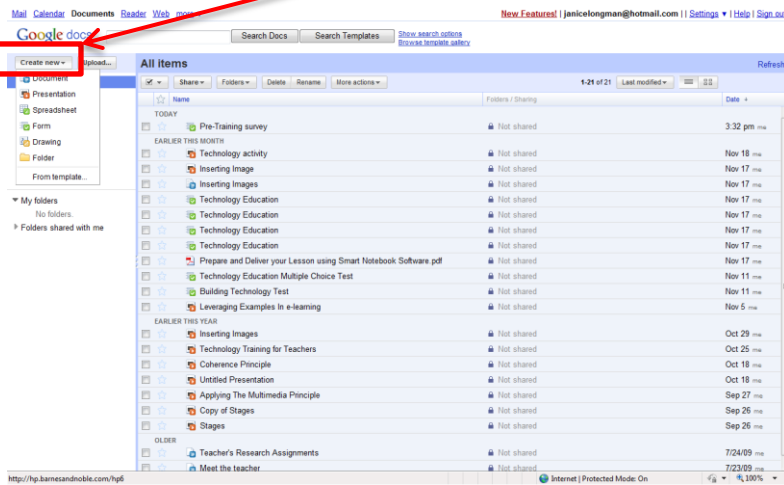 Mail Calendar Documents Reader Web more
New Features! | janicelongman@hotmail.com | | Settings ▾ | Help | Sign out
Google docs
Search Docs
Search Templates
Show search options
Browse template gallery
Create new ▾
Upload...
All items
Refresh
Share ▾
Folders ▾
Delete
Rename
More actions ▾
1-21 of 21
Last modified ▾
Name
Folders / Sharing
Date
Document
Presentation
Spreadsheet
Form
Drawing
Folder
From template...
My folders
No folders.
Folders shared with me
TODAY
Pre-Training survey Not shared 3:32 pm me
EARLIER THIS MONTH
Technology activity Not shared Nov 18 me
Inserting Image Not shared Nov 17 me
Inserting Images Not shared Nov 17 me
Technology Education Not shared Nov 17 me
Technology Education Not shared Nov 17 me
Technology Education Not shared Nov 17 me
Technology Education Not shared Nov 17 me
Prepare and Deliver your Lesson using Smart Notebook Software.pdf Not shared Nov 17 me
Technology Education Multiple Choice Test Not shared Nov 11 me
Building Technology Test Not shared Nov 11 me
Leveraging Examples In e-learning Not shared Nov 5 me
EARLIER THIS YEAR
Inserting Images Not shared Oct 29 me
Technology Training for Teachers Not shared Oct 25 me
Coherence Principle Not shared Oct 18 me
Untitled Presentation Not shared Oct 18 me
Applying The Multimedia Principle Not shared Sep 27 me
Copy of Stages Not shared Sep 26 me
Stages Not shared Sep 26 me
OLDER
Teacher's Research Assignments Not shared 7/24/09 me
Meet the teacher Not shared 7/23/09 me
http://hp.barnesandnoble.com/hp6
Internet | Protected Mode: On
100%